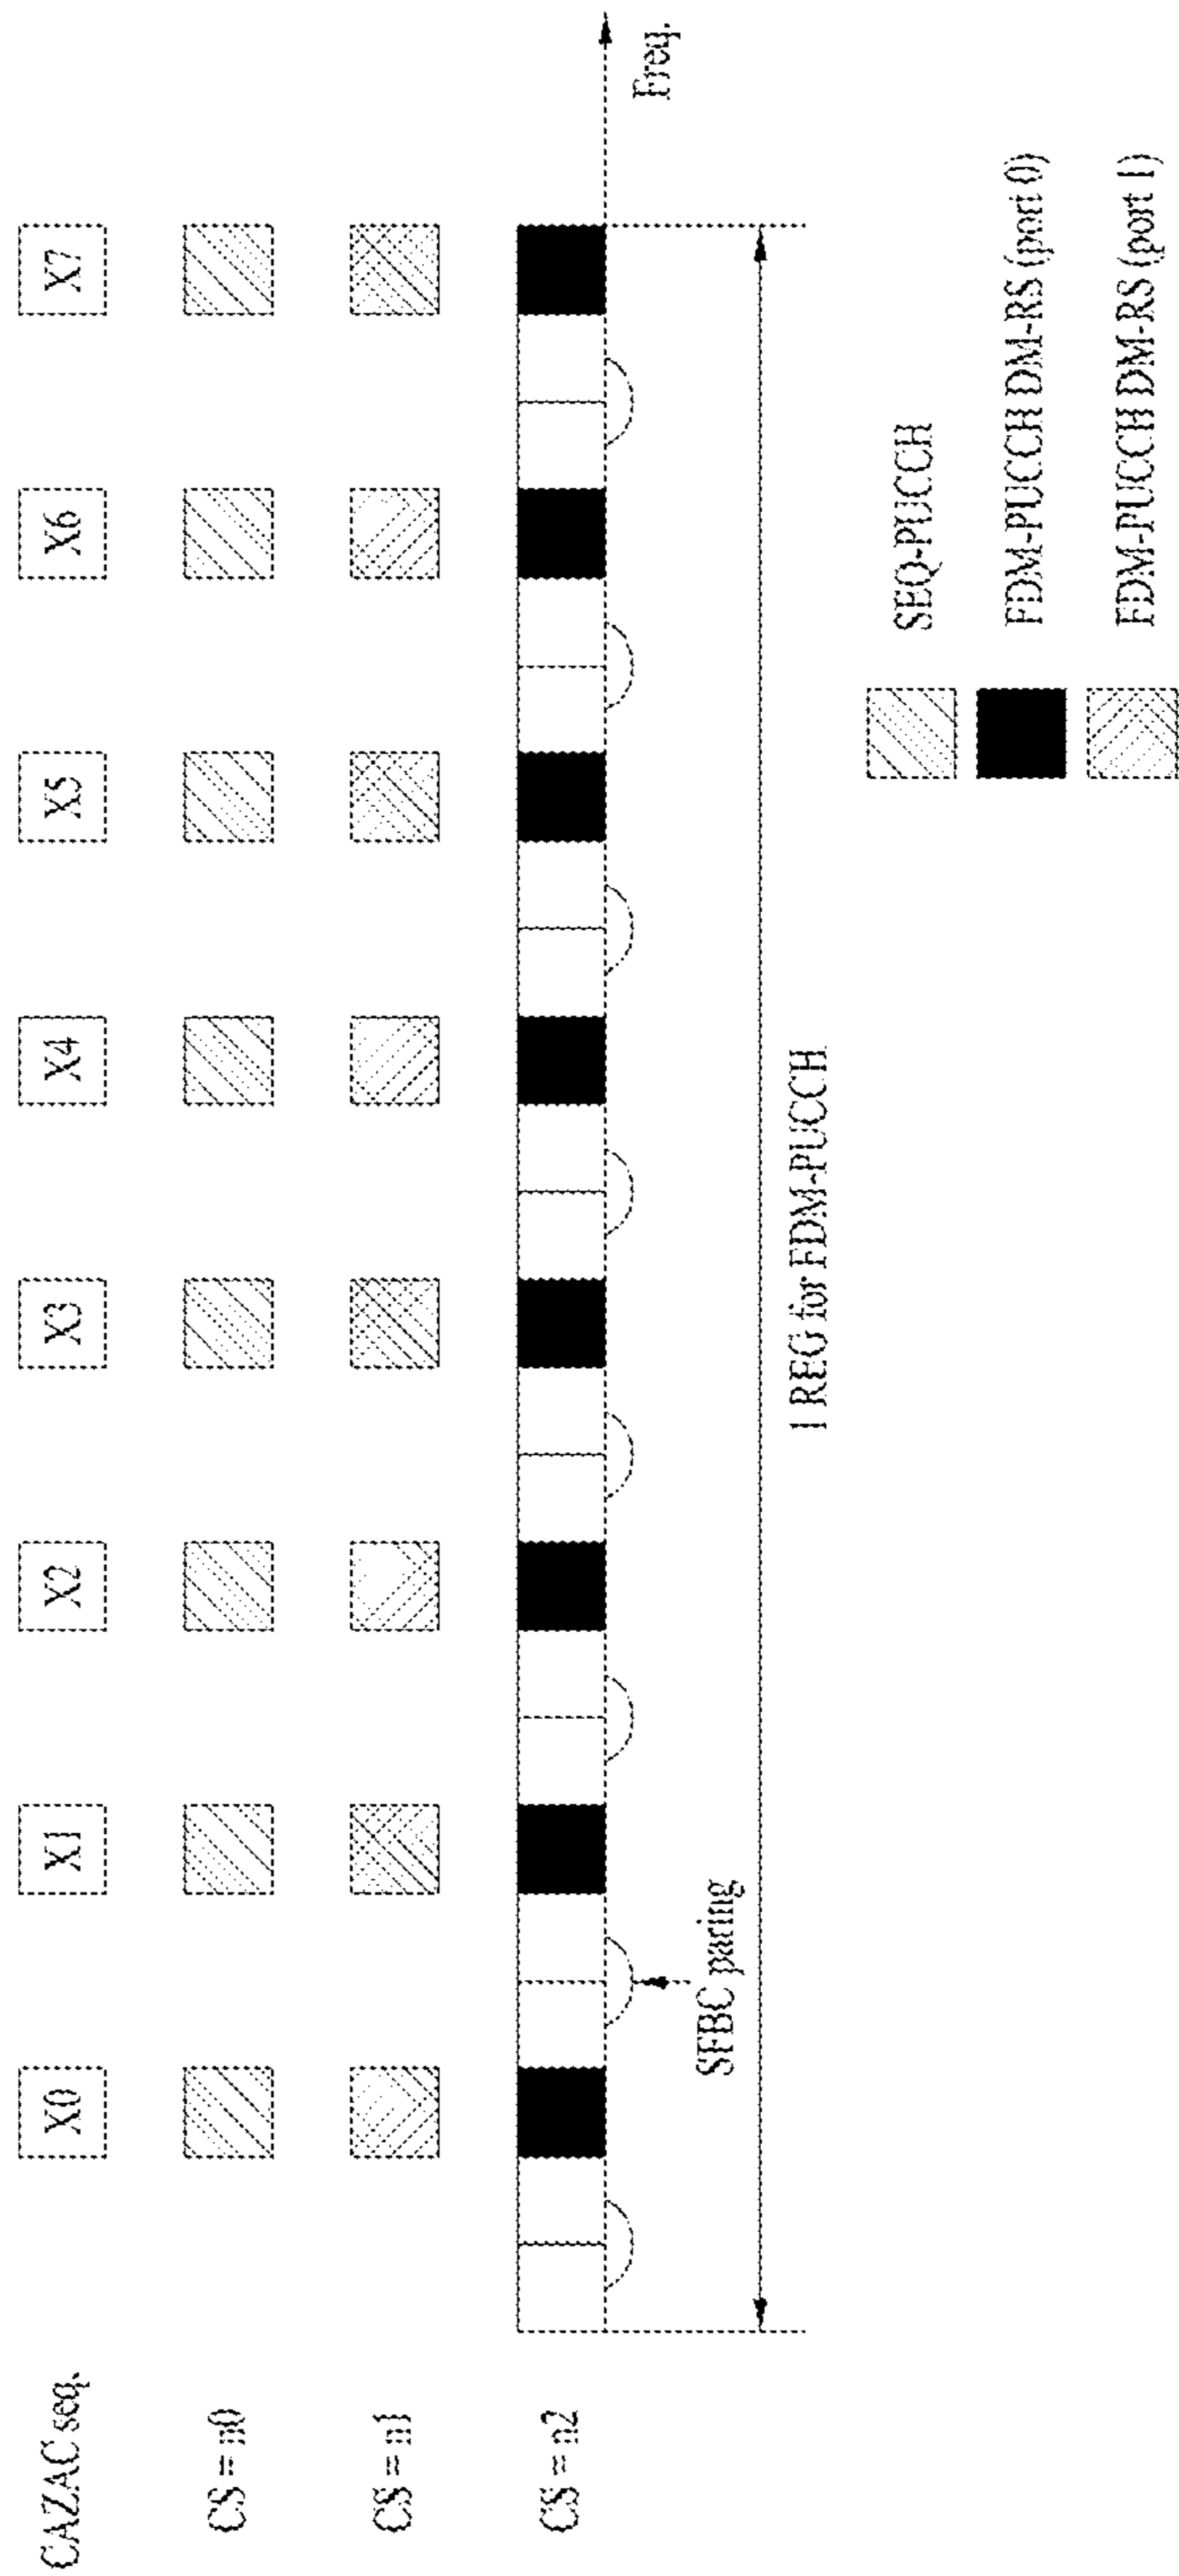 CAZAC seq.
X0
X1
X2
X3
X4
X5
X6
X7
CS = n0
CS = n1
CS = n2
Freq.
SFBC paring
1 REG for FDM-PUCCH
SEQ-PUCCH
FDM-PUCCH DM-RS (port 0)
FDM-PUCCH DM-RS (port 1)